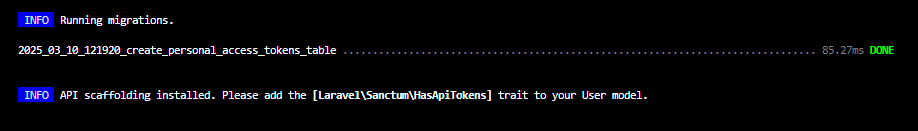 INFO Running migrations.
2025_03_10_121920_create_personal_access_tokens_table ................................................................................ 85.27ms DONE
INFO API scaffolding installed. Please add the [Laravel\Sanctum\HasApiTokens] trait to your User model.